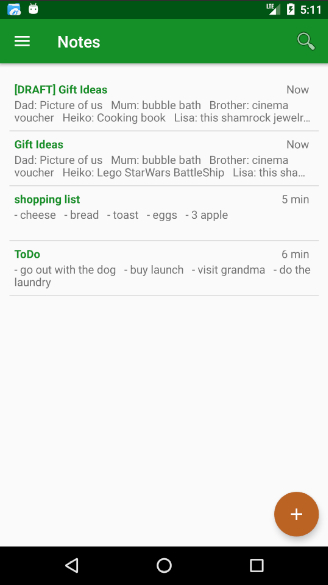 LTE 5:11
Notes
[DRAFT] Gift Ideas Now
Dad: Picture of us Mum: bubble bath Brother: cinema
voucher Heiko: Cooking book Lisa: this shamrock jewelr...
Gift Ideas Now
Dad: Picture of us Mum: bubble bath Brother: cinema
voucher Heiko: Lego StarWars BattleShip Lisa: this sha...
shopping list 5 min
- cheese - bread - toast - eggs - 3 apple
ToDo 6 min
- go out with the dog - buy launch - visit grandma - do the
laundry
+